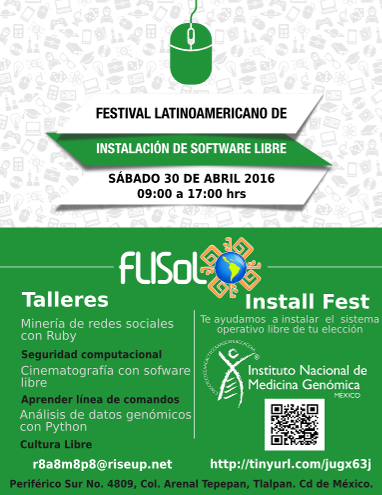 FESTIVAL LATINOAMERICANO DE
INSTALACIÓN DE SOFTWARE LIBRE
SÁBADO 30 DE ABRIL 2016
09:00 a 17:00 hrs
FLISoL
Talleres
Minería de redes sociales
con Ruby
Seguridad computacional
Cinematografía con sofware
libre
Aprender línea de comandos
Análisis de datos genómicos
con Python
Cultura Libre
r8a8m8p8@riseup.net
Install Fest
Te ayudamos a instalar el sistema
operativo libre de tu elección
Instituto Nacional de
Medicina Genómica
MÉXICO
http://tinyurl.com/jugx63j
Periférico Sur No. 4809, Col. Arenal Tepepan, Tlalpan. Cd de México.